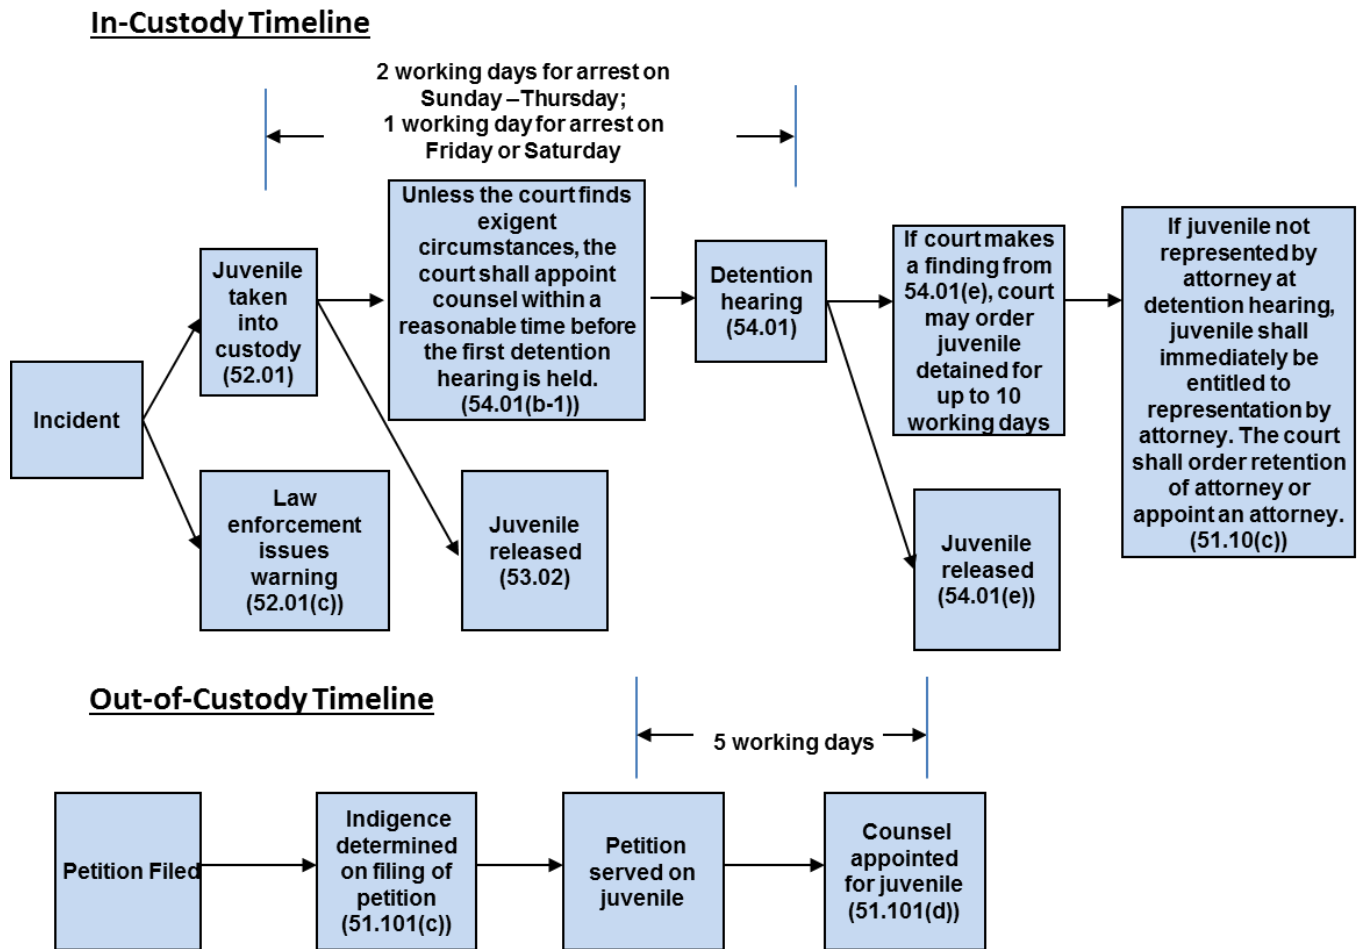 In-Custody Timeline
2 working days for arrest on
Sunday –Thursday;
1 working day for arrest on
Friday or Saturday
Incident
Juvenile
taken
into
custody
(52.01)
Law
enforcement
issues
warning
(52.01(c))
Unless the court finds
exigent
circumstances, the
court shall appoint
counsel within a
reasonable time before
the first detention
hearing is held.
(54.01(b-1))
Juvenile
released
(53.02)
Detention
hearing
(54.01)
If court makes
a finding from
54.01(e), court
may order
juvenile
detained for
up to 10
working days
Juvenile
released
(54.01(e))
If juvenile not
represented by
attorney at
detention hearing,
juvenile shall
immediately be
entitled to
representation by
attorney. The court
shall order retention
of attorney or
appoint an attorney.
(51.10(c))
Out-of-Custody Timeline
5 working days
Petition Filed
Indigence
determined
on filing of
petition
(51.101(c))
Petition
served on
juvenile
Counsel
appointed
for juvenile
(51.101(d))